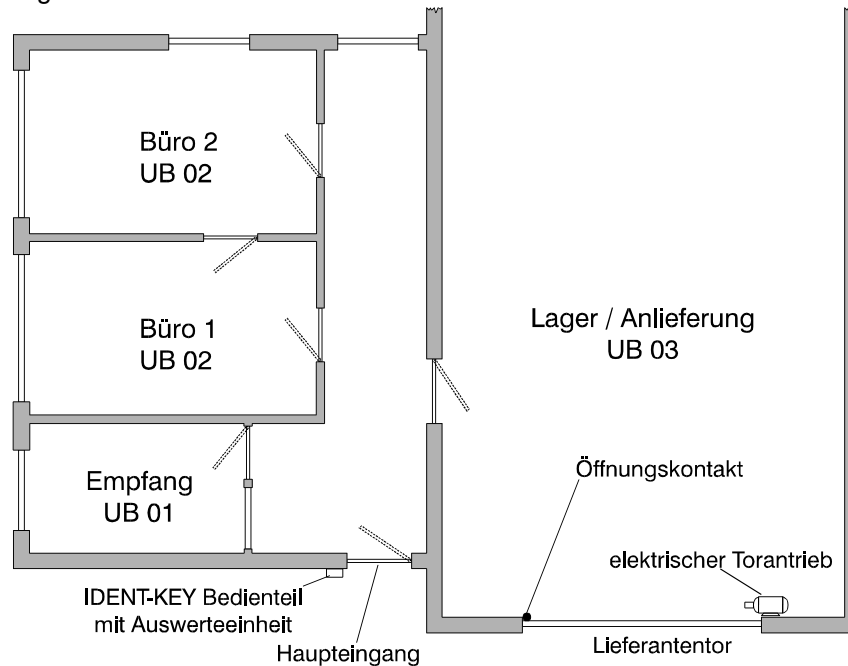 Büro 2
UB 02
Büro 1
UB 02
Lager / Anlieferung
UB 03
Empfang
UB 01
Öffnungskontakt
elektrischer Torantrieb
IDENT-KEY Bedienteil
mit Auswerteeinheit
Haupteingang
Lieferantentor